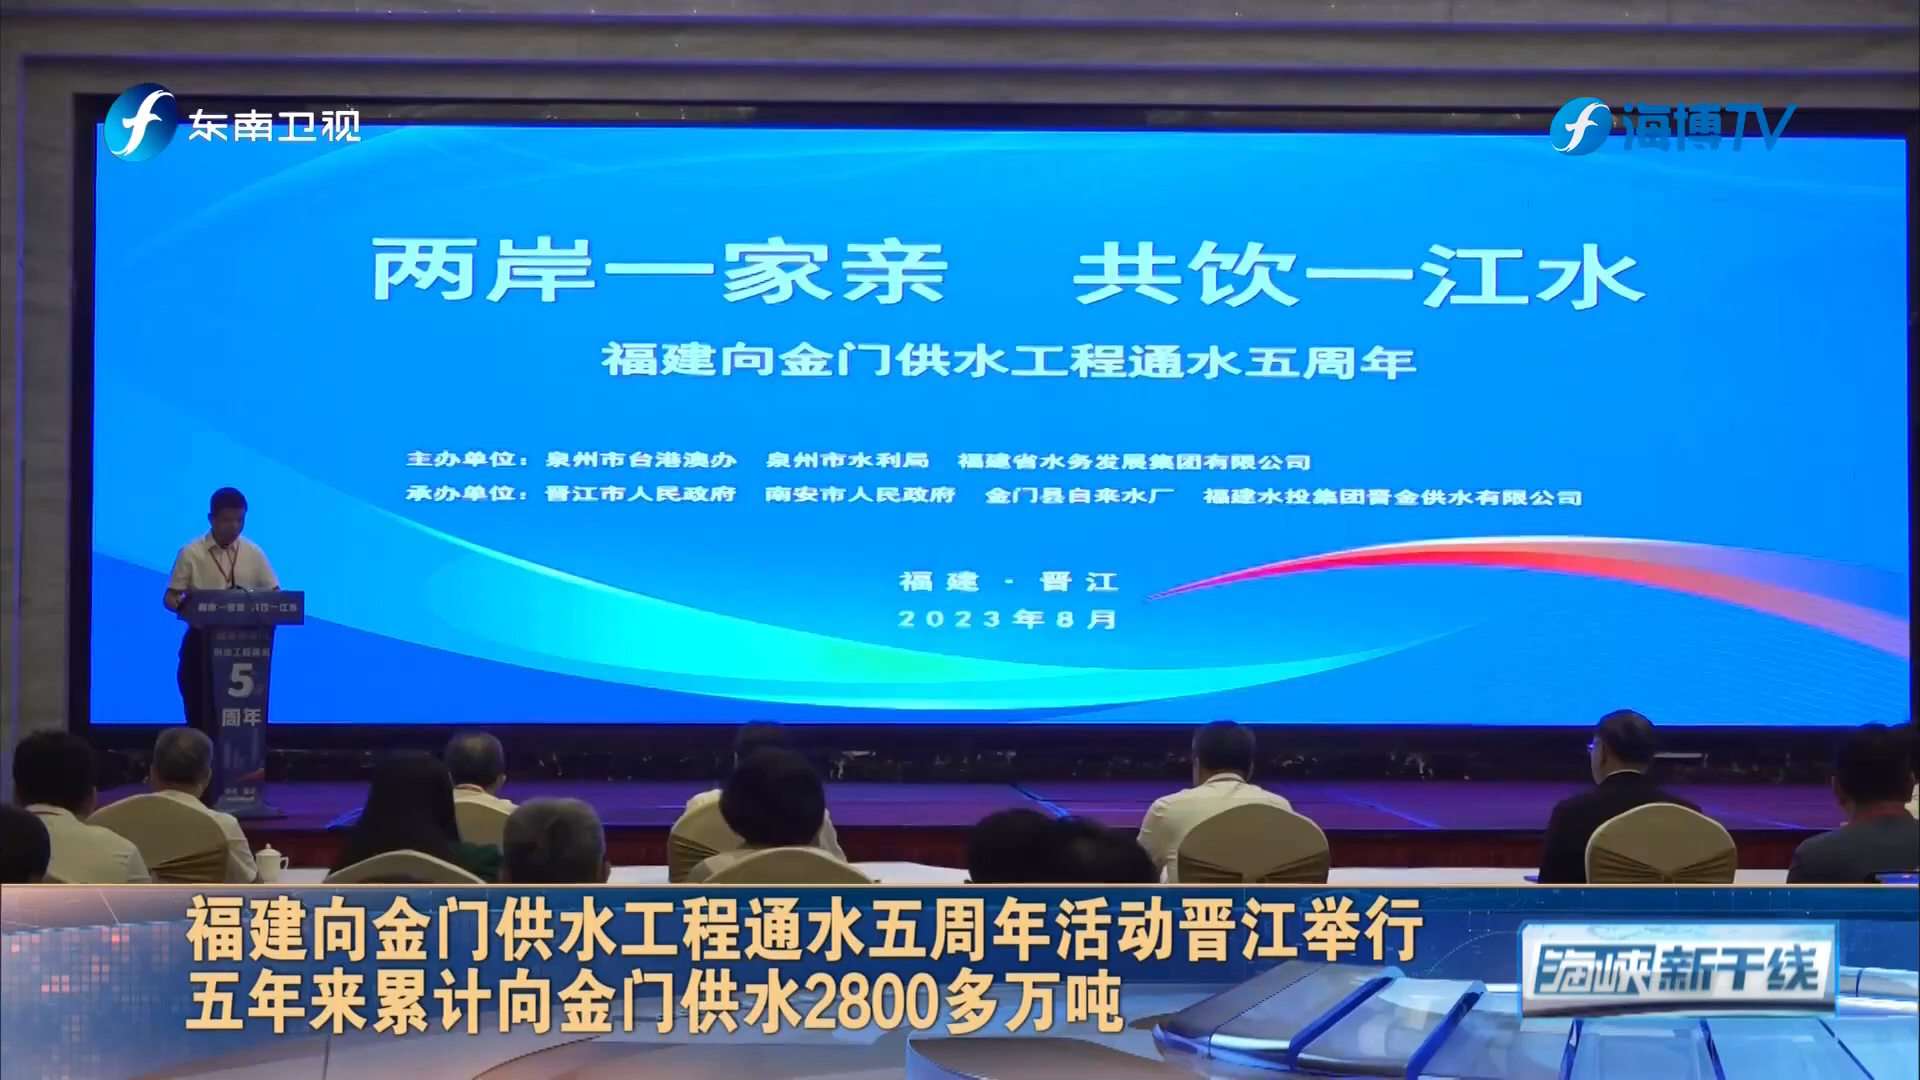 东南卫视
海博TV
两岸一家亲 共饮一江水
福建向金门供水工程通水五周年
主办单位：泉州市台港澳办 泉州市水利局 福建省水务发展集团有限公司
承办单位：晋江市人民政府 南安市人民政府 金门县自来水厂 福建水投集团晋金供水有限公司
福建·晋江
2023年8月
5
周年
福建向金门供水工程通水五周年活动晋江举行
五年来累计向金门供水2800多万吨
海峡新干线